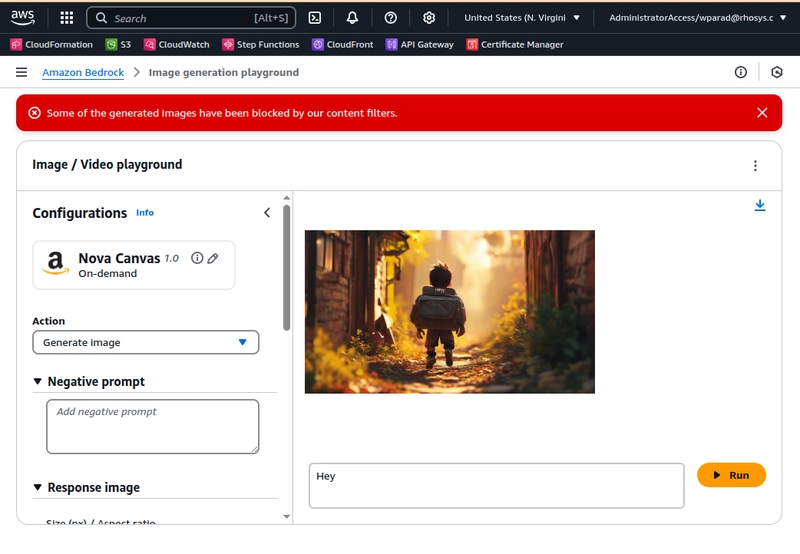 aws
Search
[Alt+S]
United States (N. Virgini
AdministratorAccess/wparad@rhosys.c
CloudFormation
S3
CloudWatch
Step Functions
CloudFront
API Gateway
Certificate Manager
Amazon Bedrock
Image generation playground
Some of the generated images have been blocked by our content filters.
Image / Video playground
Configurations Info
Nova Canvas 1.0
On-demand
Action
Generate image
Negative prompt
Add negative prompt
Response image
Size (px) / Aspect ratio
Hey
Run